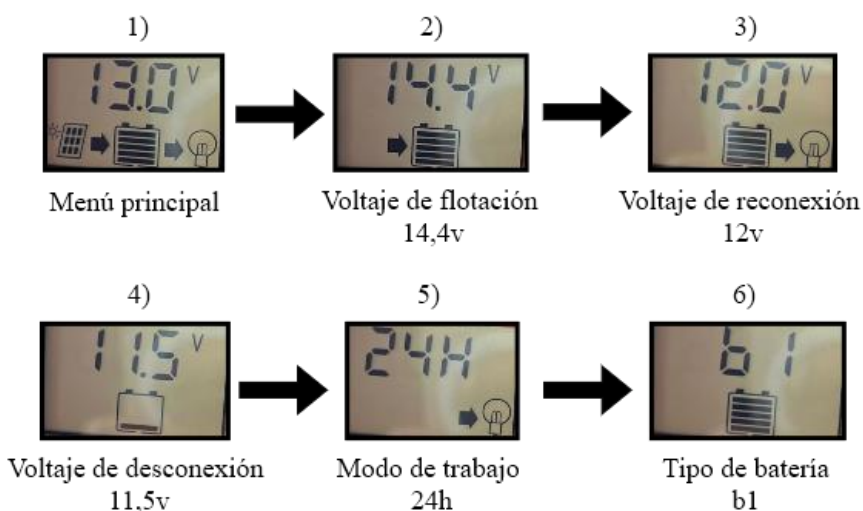 1)
2)
3)
13.0 V
14.4 V
12.0 V
Menú principal
Voltaje de flotación
14,4v
Voltaje de reconexión
12v
4)
5)
6)
11.5 V
24H
b1
Voltaje de desconexión
11,5v
Modo de trabajo
24h
Tipo de batería
b1